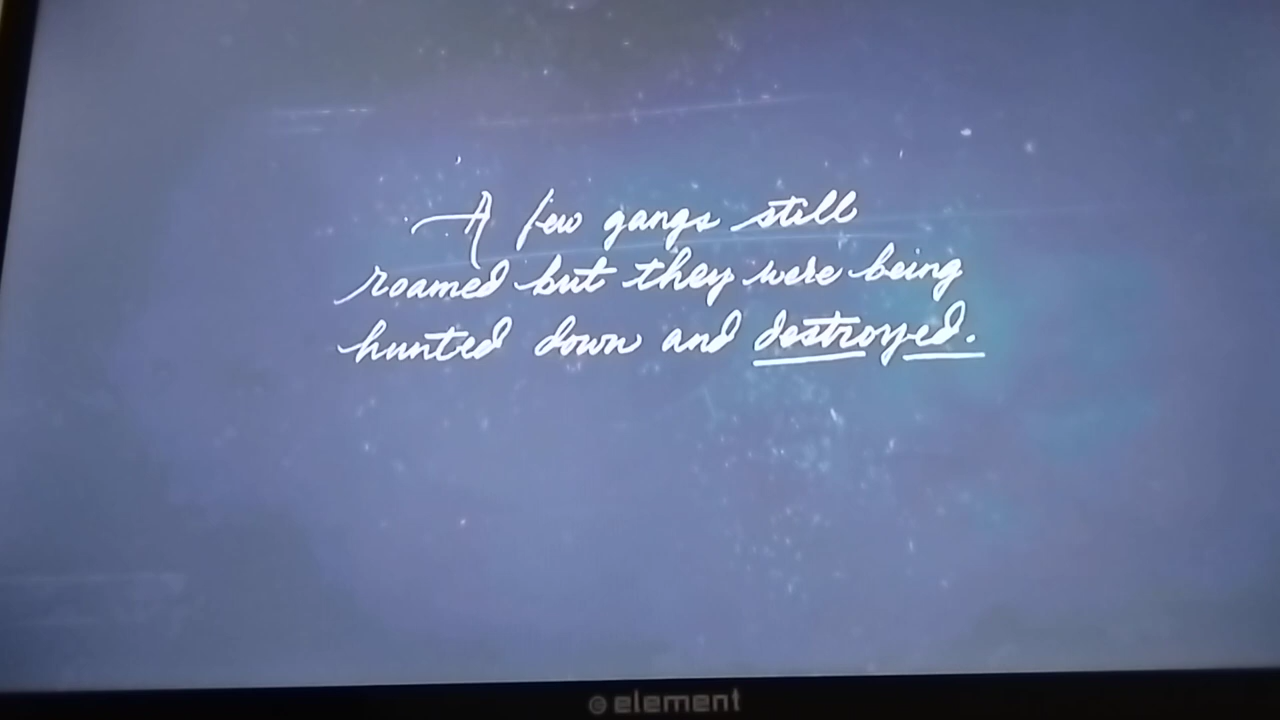 A few gangs still
roamed but they were being
hunted down and destroyed.
element